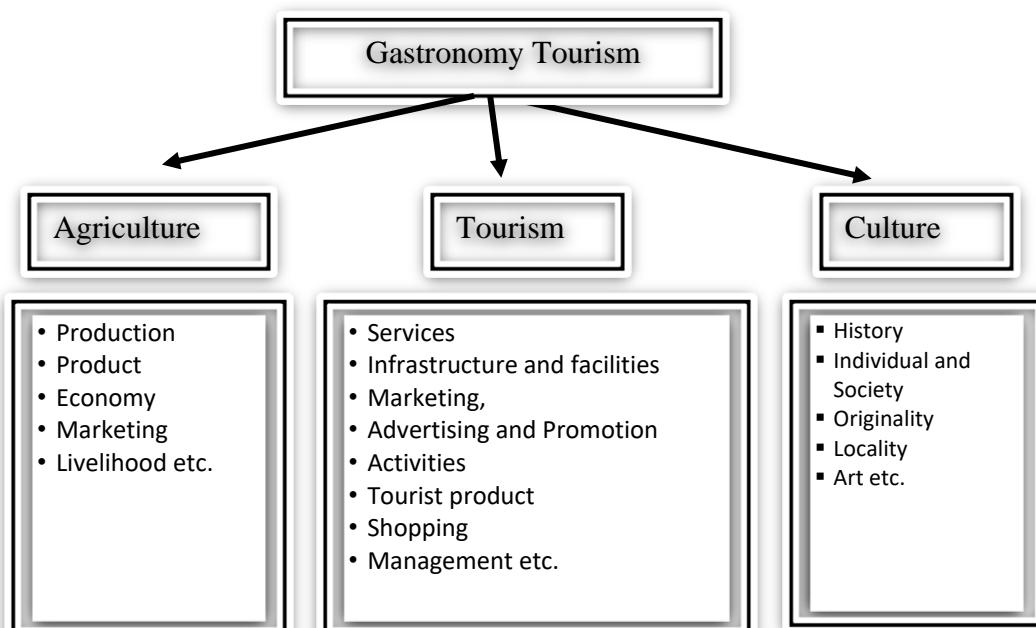 Gastronomy Tourism
Agriculture
Tourism
Culture
• Production
• Product
• Economy
• Marketing
• Livelihood etc.
• Services
• Infrastructure and facilities
• Marketing,
• Advertising and Promotion
• Activities
• Tourist product
• Shopping
• Management etc.
▪ History
▪ Individual and
Society
▪ Originality
▪ Locality
▪ Art etc.